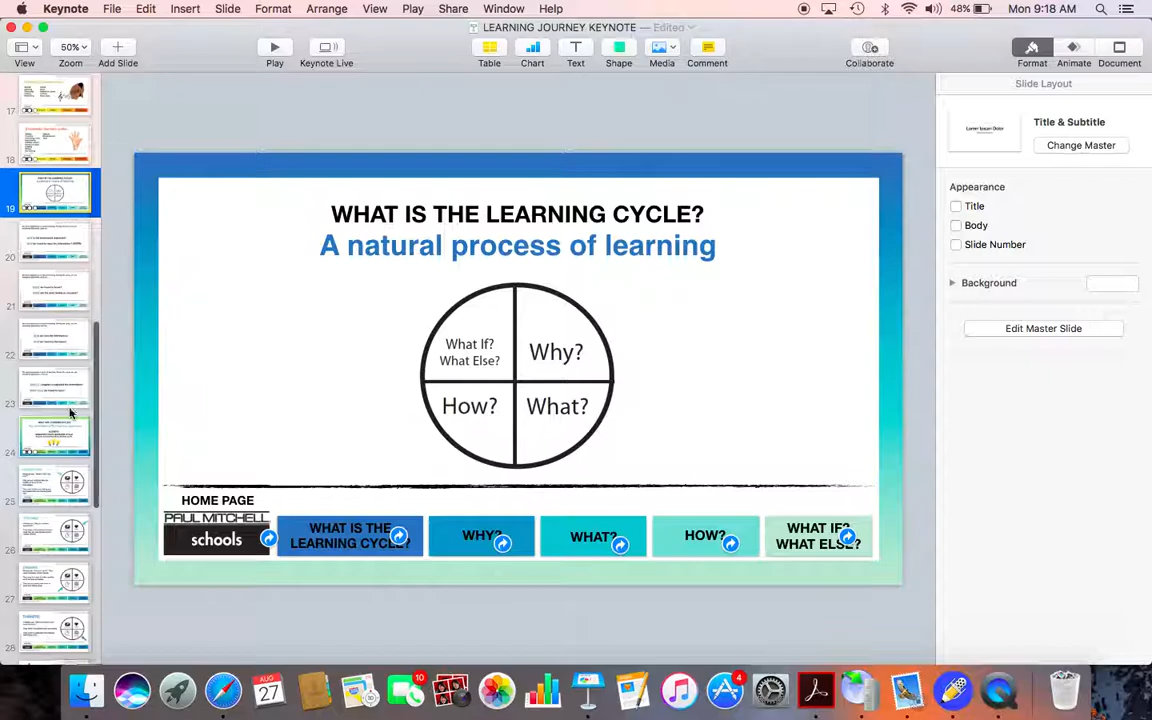 Keynote File Edit Insert Slide Format Arrange View Play Share Window Help 48% Mon 9:18 AM
LEARNING JOURNEY KEYNOTE — Edited
50%
View Zoom Add Slide Play Keynote Live Table Chart Text Shape Media Comment Collaborate Format Animate Document
Slide Layout
Title & Subtitle
Change Master
Appearance
Title
Body
Slide Number
Background
Edit Master Slide
17
18
19
20
21
22
23
24
25
26
27
28
WHAT IS THE LEARNING CYCLE?
A natural process of learning
What If?
What Else?
Why?
How?
What?
HOME PAGE
PAUL MITCHELL
schools
WHAT IS THE
LEARNING CYCLE?
WHY?
WHAT?
HOW?
WHAT IF?
WHAT ELSE?
AUG
27
10
4